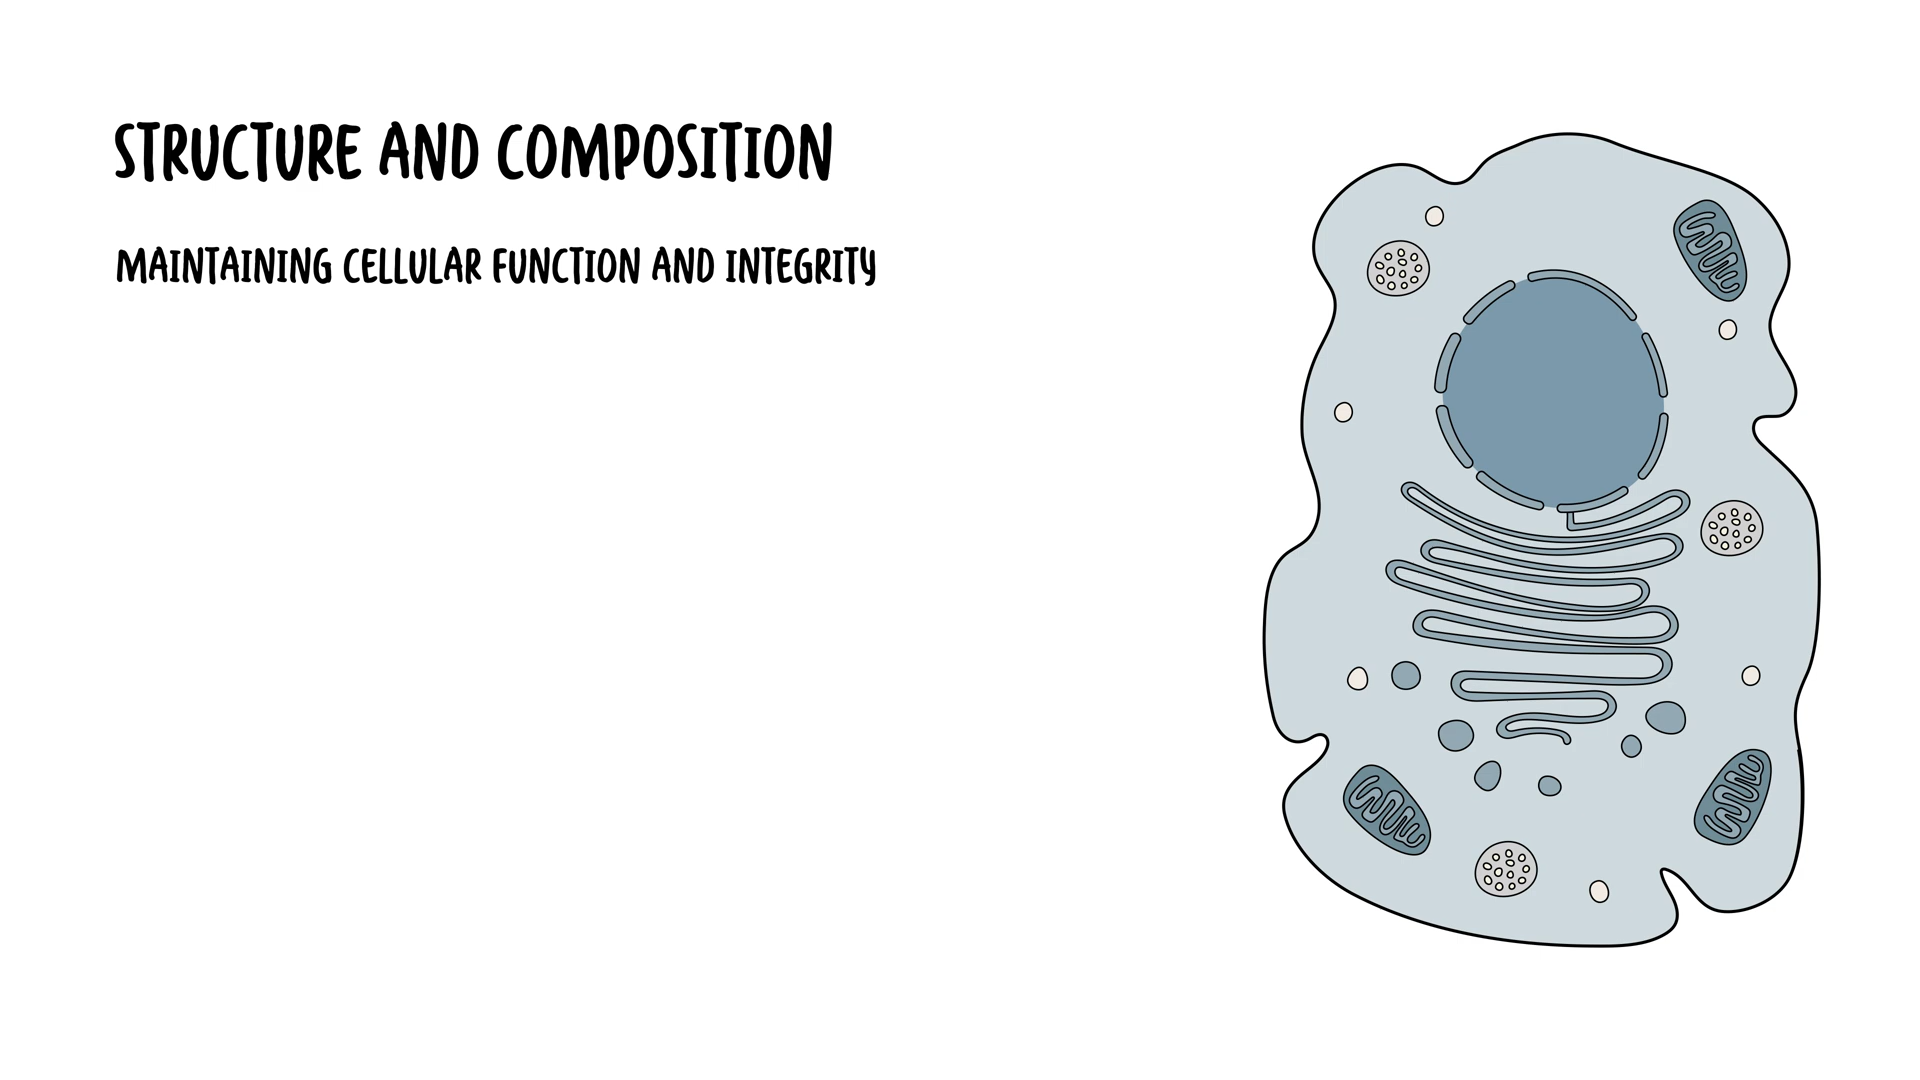 STRUCTURE AND COMPOSITION
MAINTAINING CELLULAR FUNCTION AND INTEGRITY